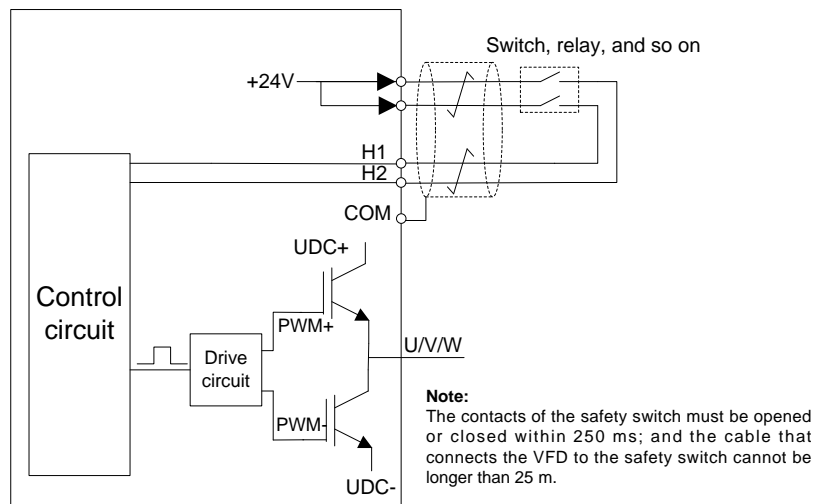 Switch, relay, and so on
+24V
H1
H2
COM
UDC+
Control
circuit
PWM+
U/V/W
Drive
circuit
PWM-
UDC-
Note:
The contacts of the safety switch must be opened
or closed within 250 ms; and the cable that
connects the VFD to the safety switch cannot be
longer than 25 m.